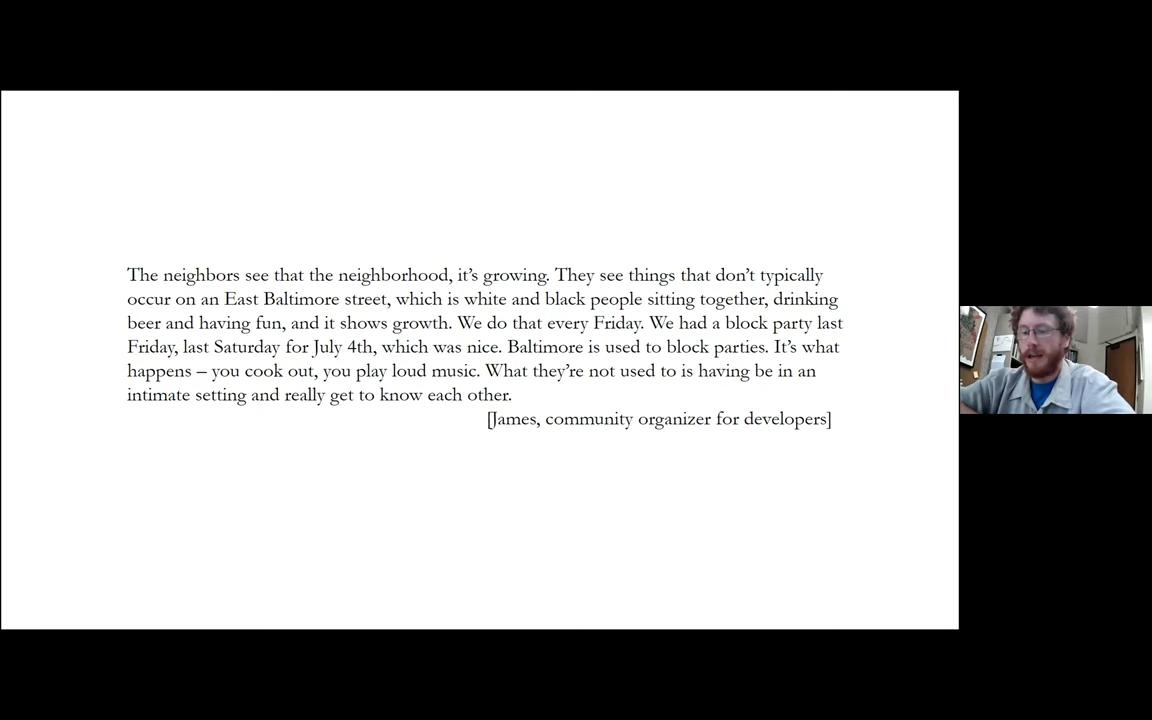 The neighbors see that the neighborhood, it’s growing. They see things that don’t typically
occur on an East Baltimore street, which is white and black people sitting together, drinking
beer and having fun, and it shows growth. We do that every Friday. We had a block party last
Friday, last Saturday for July 4th, which was nice. Baltimore is used to block parties. It’s what
happens – you cook out, you play loud music. What they’re not used to is having be in an
intimate setting and really get to know each other.
[James, community organizer for developers]